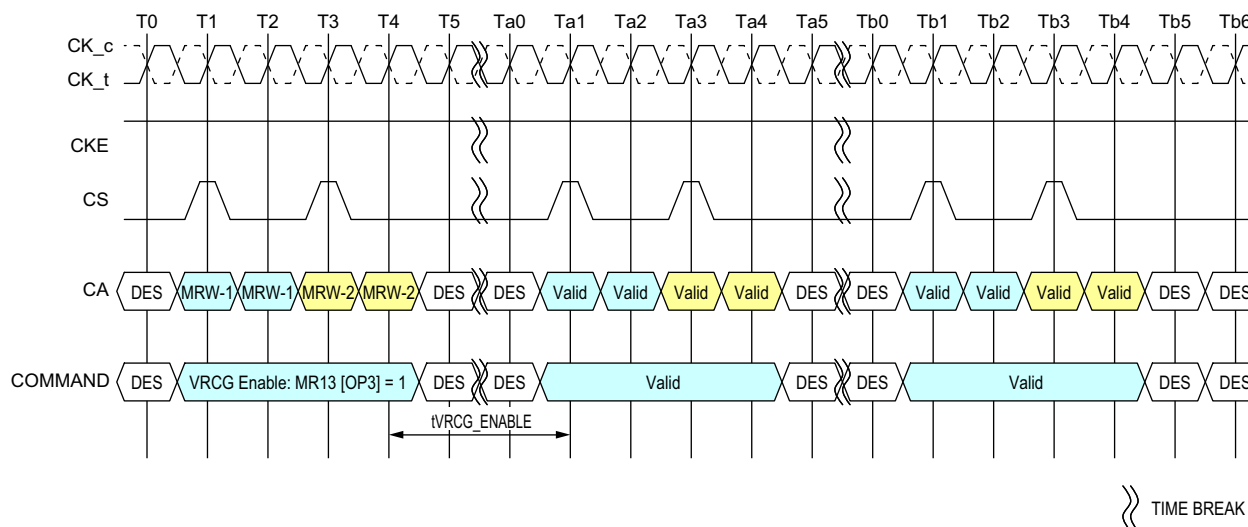 T0 T1 T2 T3 T4 T5 Ta0 Ta1 Ta2 Ta3 Ta4 Ta5 Tb0 Tb1 Tb2 Tb3 Tb4 Tb5 Tb6
CK_c
CK_t
CKE
CS
CA DES MRW-1 MRW-1 MRW-2 MRW-2 DES DES Valid Valid Valid Valid DES DES Valid Valid Valid Valid DES DES
COMMAND DES VRCG Enable: MR13 [OP3] = 1 DES DES Valid DES DES Valid DES DES
tVRCG_ENABLE
TIME BREAK